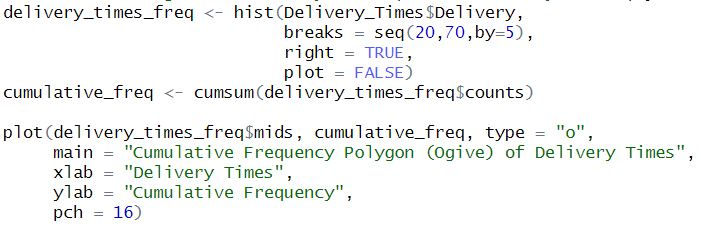 delivery_times_freq <- hist(Delivery_Times$Delivery,
breaks = seq(20,70,by=5),
right = TRUE,
plot = FALSE)
cumulative_freq <- cumsum(delivery_times_freq$counts)
plot(delivery_times_freq$mids, cumulative_freq, type = "o",
main = "Cumulative Frequency Polygon (Ogive) of Delivery Times",
xlab = "Delivery Times",
ylab = "Cumulative Frequency",
pch = 16)